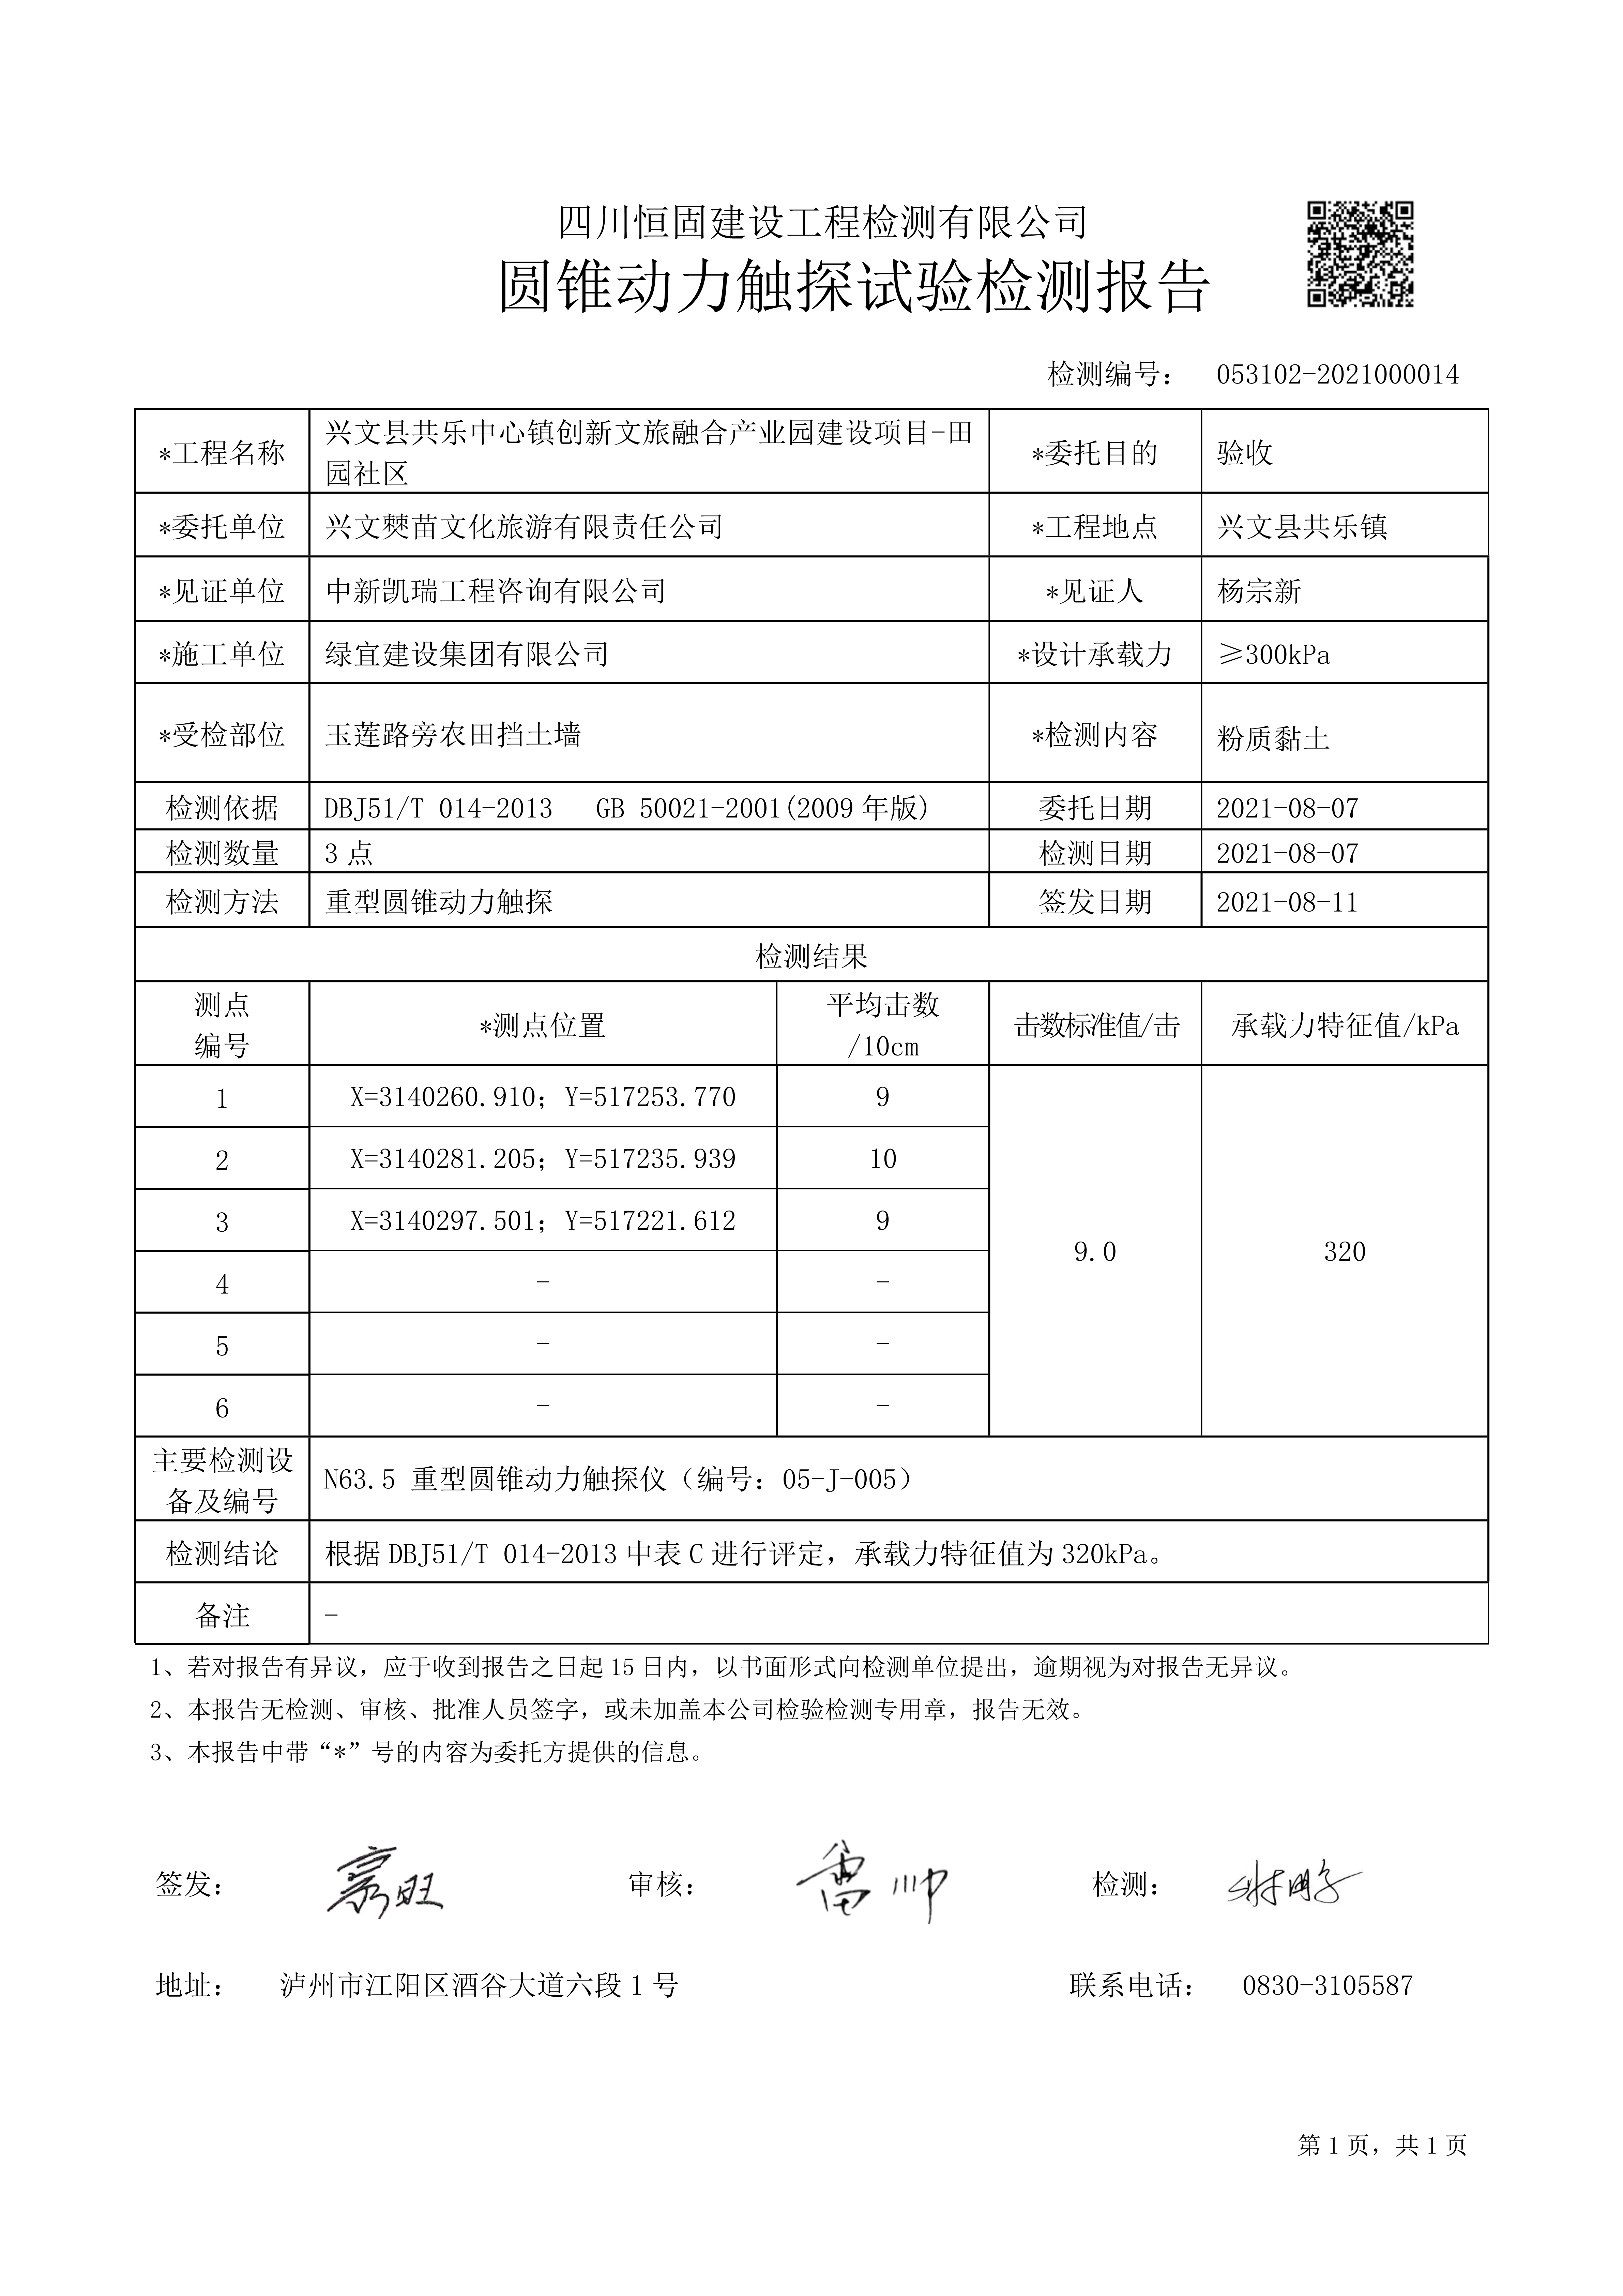 四川恒固建设工程检测有限公司
圆锥动力触探试验检测报告
检测编号： 053102-2021000014
*工程名称 兴文县共乐中心镇创新文旅融合产业园建设项目-田园社区 *委托目的 验收
*委托单位 兴文僰苗文化旅游有限责任公司 *工程地点 兴文县共乐镇
*见证单位 中新凯瑞工程咨询有限公司 *见证人 杨宗新
*施工单位 绿宜建设集团有限公司 *设计承载力 ≥300kPa
*受检部位 玉莲路旁农田挡土墙 *检测内容 粉质黏土
检测依据 DBJ51/T 014-2013 GB 50021-2001(2009年版) 委托日期 2021-08-07
检测数量 3点 检测日期 2021-08-07
检测方法 重型圆锥动力触探 签发日期 2021-08-11
检测结果
测点编号 *测点位置 平均击数/10cm 击数标准值/击 承载力特征值/kPa
1 X=3140260.910；Y=517253.770 9
2 X=3140281.205；Y=517235.939 10
3 X=3140297.501；Y=517221.612 9
9.0 320
4 - -
5 - -
6 - -
主要检测设备及编号 N63.5 重型圆锥动力触探仪（编号：05-J-005）
检测结论 根据DBJ51/T 014-2013中表C进行评定，承载力特征值为320kPa。
备注 -
1、若对报告有异议，应于收到报告之日起15日内，以书面形式向检测单位提出，逾期视为对报告无异议。
2、本报告无检测、审核、批准人员签字，或未加盖本公司检验检测专用章，报告无效。
3、本报告中带“*”号的内容为委托方提供的信息。
签发： 审核： 雷帅 检测：
地址： 泸州市江阳区酒谷大道六段1号 联系电话： 0830-3105587
第1页，共1页